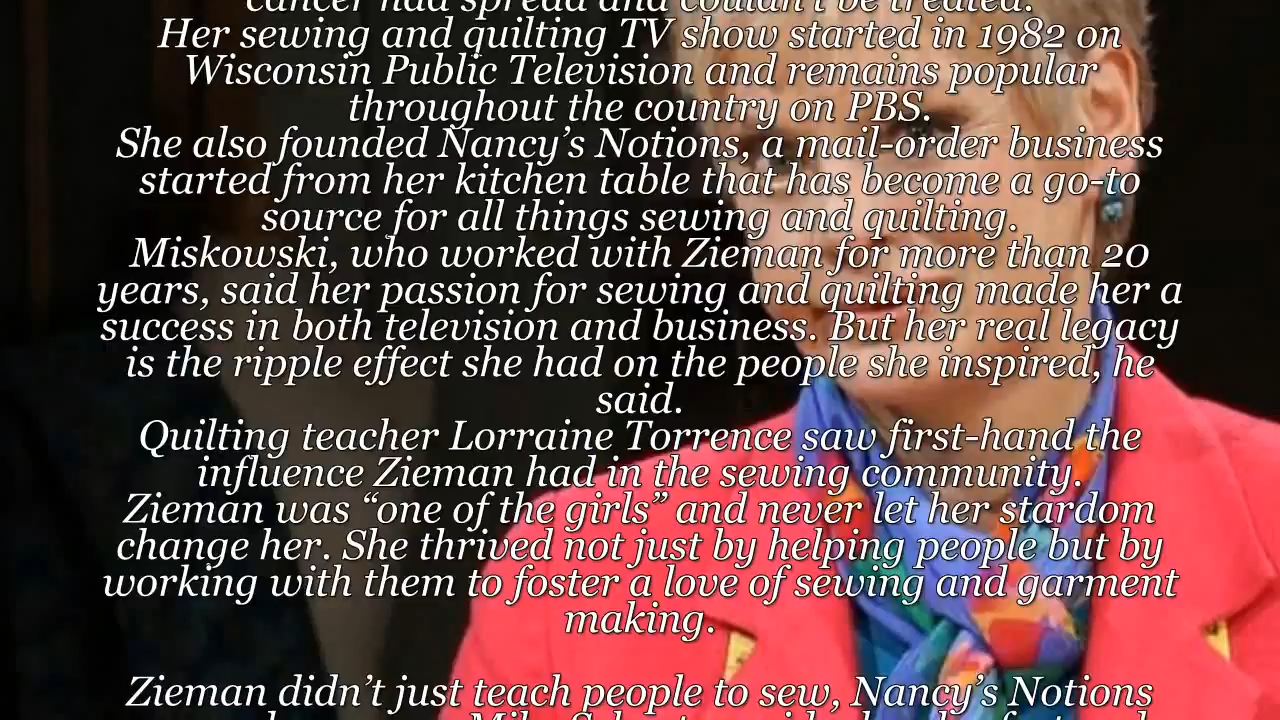 cancer had spread and couldn't be treated.
Her sewing and quilting TV show started in 1982 on
Wisconsin Public Television and remains popular
throughout the country on PBS.
She also founded Nancy's Notions, a mail-order business
started from her kitchen table that has become a go-to
source for all things sewing and quilting.
Miskowski, who worked with Zieman for more than 20
years, said her passion for sewing and quilting made her a
success in both television and business. But her real legacy
is the ripple effect she had on the people she inspired, he
said.
Quilting teacher Lorraine Torrence saw first-hand the
influence Zieman had in the sewing community.
Zieman was “one of the girls” and never let her stardom
change her. She thrived not just by helping people but by
working with them to foster a love of sewing and garment
making.
Zieman didn’t just teach people to sew, Nancy’s Notions